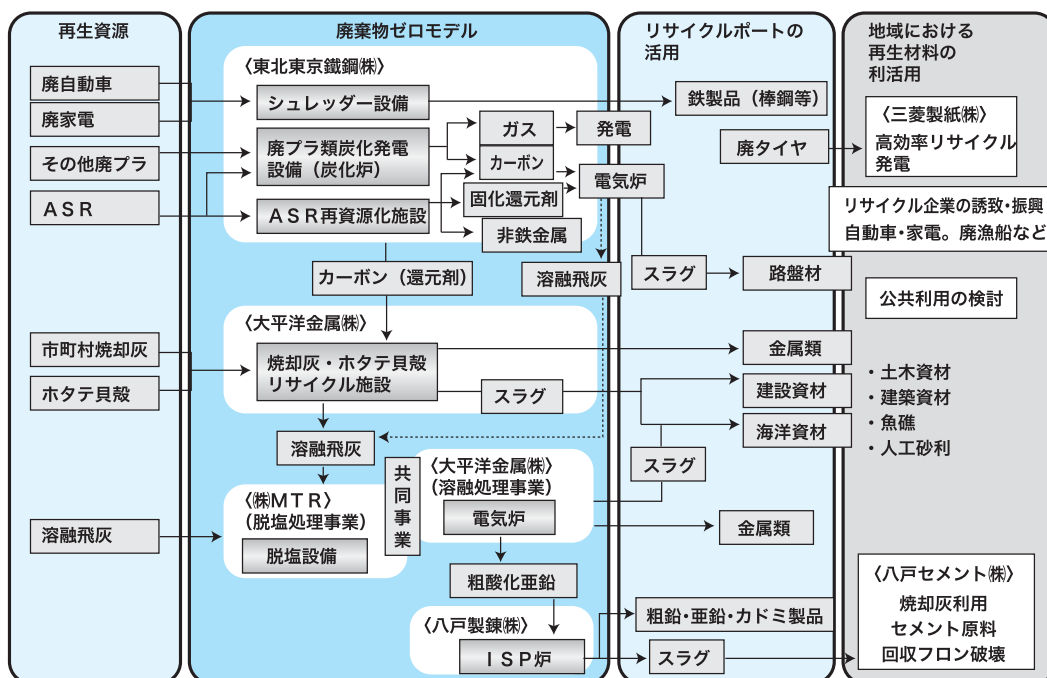 再生資源
廃自動車
廃家電
その他廃プラ
ASR
市町村焼却灰
ホタテ貝殻
溶融飛灰
廃棄物ゼロモデル
〈東北東京鐵鋼㈱〉
シュレッダー設備
廃プラ類炭化発電
設備（炭化炉）
ASR再資源化施設
ガス
カーボン
固化還元剤
非鉄金属
発電
電気炉
カーボン（還元剤）
溶融飛灰
〈大平洋金属㈱〉
焼却灰・ホタテ貝殻
リサイクル施設
スラグ
溶融飛灰
共同事業
〈㈱MTR〉
（脱塩処理事業）
脱塩設備
〈大平洋金属㈱〉
（溶融処理事業）
電気炉
粗酸化亜鉛
〈八戸製錬㈱〉
ISP炉
リサイクルポートの
活用
鉄製品（棒鋼等）
廃タイヤ
スラグ
路盤材
金属類
建設資材
海洋資材
スラグ
金属類
粗鉛・亜鉛・カドミ製品
スラグ
地域における
再生材料の
利活用
〈三菱製紙㈱〉
高効率リサイクル
発電
リサイクル企業の誘致・振興
自動車・家電。廃漁船など
公共利用の検討
・土木資材
・建築資材
・魚礁
・人工砂利
〈八戸セメント㈱〉
焼却灰利用
セメント原料
回収フロン破壊